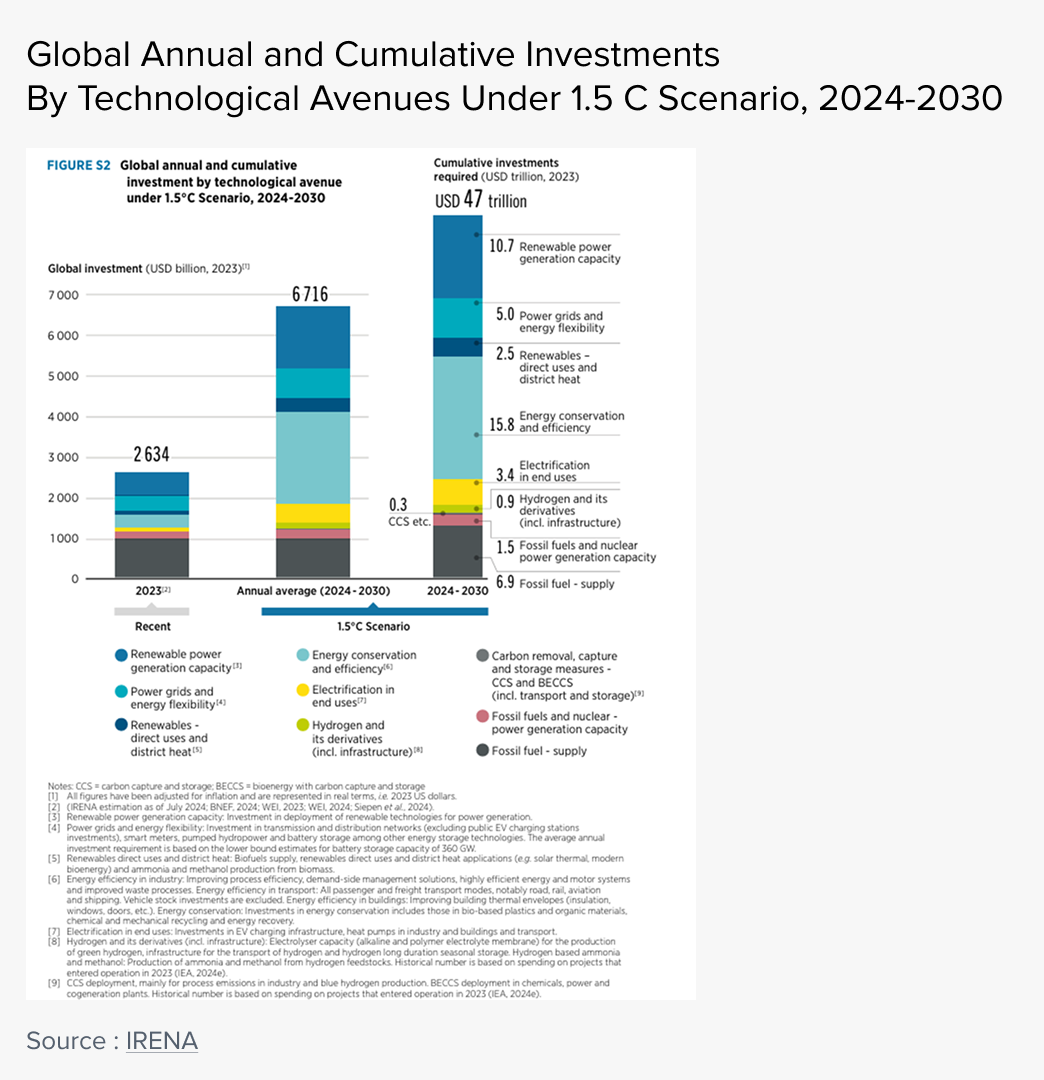 Global Annual and Cumulative Investments
By Technological Avenues Under 1.5 C Scenario, 2024-2030
FIGURE S2 Global annual and cumulative
investment by technological avenue
under 1.5°C Scenario, 2024-2030
Cumulative investments
required (USD trillion, 2023)
USD 47 trillion
Global investment (USD billion, 2023)[1]
7 000
6 000
5 000
4 000
3 000
2 000
1 000
0
2 634
6 716
10.7 Renewable power
generation capacity
5.0 Power grids and
energy flexibility
2.5 Renewables –
direct uses and
district heat
15.8 Energy conservation
and efficiency
3.4 Electrification
in end uses
0.3
CCS etc.
0.9 Hydrogen and its
derivatives
(incl. infrastructure)
1.5 Fossil fuels and nuclear
power generation capacity
6.9 Fossil fuel - supply
2023[2]
Annual average (2024 - 2030)
2024 - 2030
Recent
1.5°C Scenario
Renewable power
generation capacity[3]
Power grids and
energy flexibility[4]
Renewables -
direct uses and
district heat[5]
Energy conservation
and efficiency[6]
Electrification in
end uses[7]
Hydrogen and
its derivatives
(incl. infrastructure)[8]
Carbon removal, capture
and storage measures -
CCS and BECCS
(incl. transport and storage)[9]
Fossil fuels and nuclear -
power generation capacity
Fossil fuel - supply
Notes: CCS = carbon capture and storage; BECCS = bioenergy with carbon capture and storage
[1] All figures have been adjusted for inflation and are represented in real terms, i.e. 2023 US dollars.
[2] (IRENA estimation as of July 2024; BNEF, 2024; WEI, 2023; WEI, 2024; Siepen et al., 2024).
[3] Renewable power generation capacity: Investment in deployment of renewable technologies for power generation.
[4] Power grids and energy flexibility: Investment in transmission and distribution networks (excluding public EV charging stations
investments), smart meters, pumped hydropower and battery storage among other energy storage technologies. The average annual
investment requirement is based on the lower bound estimates for battery storage capacity of 360 GW.
[5] Renewables direct uses and district heat: Biofuels supply, renewables direct uses and district heat applications (e.g. solar thermal, modern
bioenergy) and ammonia and methanol production from biomass.
[6] Energy efficiency in industry: Improving process efficiency, demand-side management solutions, highly efficient energy and motor systems
and improved waste processes. Energy efficiency in transport: All passenger and freight transport modes, notably road, rail, aviation
and shipping. Vehicle stock investments are excluded. Energy efficiency in buildings: Improving building thermal envelopes (insulation,
windows, doors, etc.). Energy conservation: Investments in energy conservation includes those in bio-based plastics and organic materials,
chemical and mechanical recycling and energy recovery.
[7] Electrification in end uses: Investments in EV charging infrastructure, heat pumps in industry and buildings and transport.
[8] Hydrogen and its derivatives (incl. infrastructure): Electrolyser capacity (alkaline and polymer electrolyte membrane) for the production
of green hydrogen, infrastructure for the transport of hydrogen and hydrogen long duration seasonal storage. Hydrogen based ammonia
and methanol: Production of ammonia and methanol from hydrogen feedstocks. Historical number is based on spending on projects that
entered operation in 2023 (IEA, 2024e).
[9] CCS deployment, mainly for process emissions in industry and blue hydrogen production. BECCS deployment in chemicals, power and
cogeneration plants. Historical number is based on spending on projects that entered operation in 2023 (IEA, 2024e).
Source : IRENA